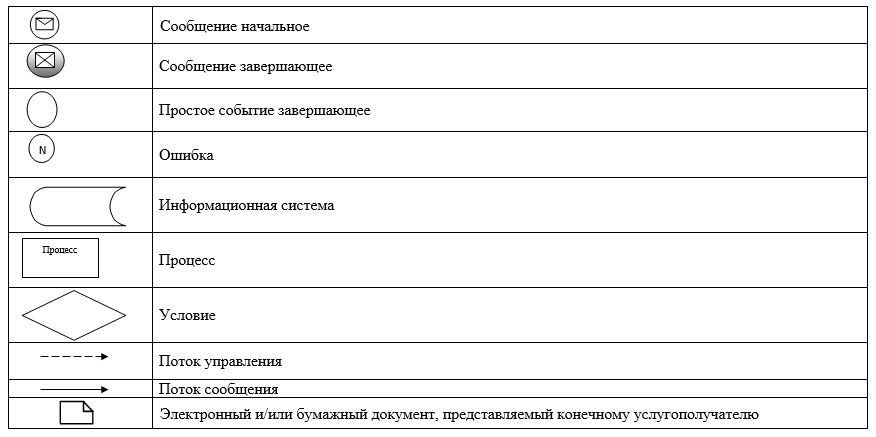 Сообщение начальное
Сообщение завершающее
Простое событие завершающее
N
Ошибка
Информационная система
Процесс
Процесс
Условие
Поток управления
Поток сообщения
Электронный и/или бумажный документ, представляемый конечному услугополучателю